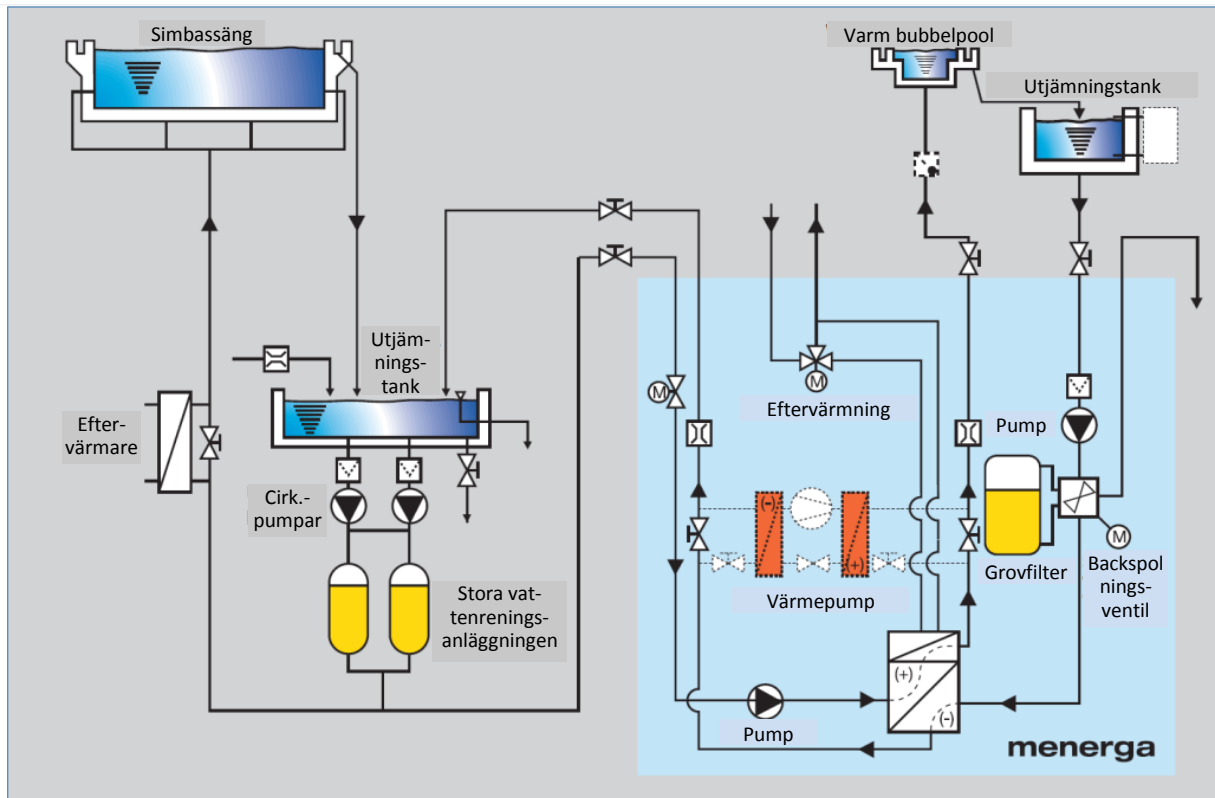 Simbassäng
Varm bubbelpool
Utjämningstank
Utjäm-
nings-
tank
Efter-
värmare
Cirk.-
pumpar
Stora vat-
tenrenings-
anläggningen
M
M
Eftervärmning
Pump
(-)
(+)
Värmepump
Grovfilter
M
Backspol
nings-
ventil
(+)
(-)
Pump
menerga